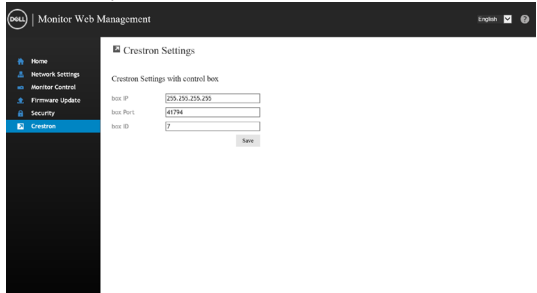 DELL | Monitor Web Management
English
?
Home
Network Settings
Monitor Control
Firmware Update
Security
Crestron
Crestron Settings
Crestron Settings with control box
box IP 255.255.255.255
box Port 41794
box ID 7
Save